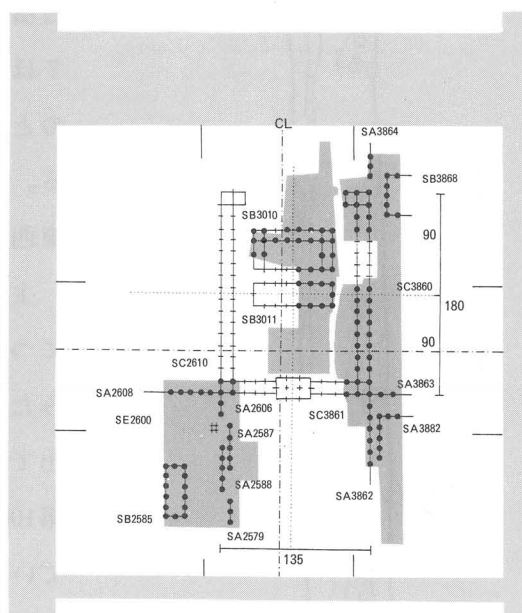 CL
SA3864
SB3868
SB3010
90
SC3860
180
SB3011
90
SC2610
SA2608
SA3863
SA2606
SC3861
SE2600
SA2587
SA3882
SA2588
SA3862
SB2585
SA2579
135